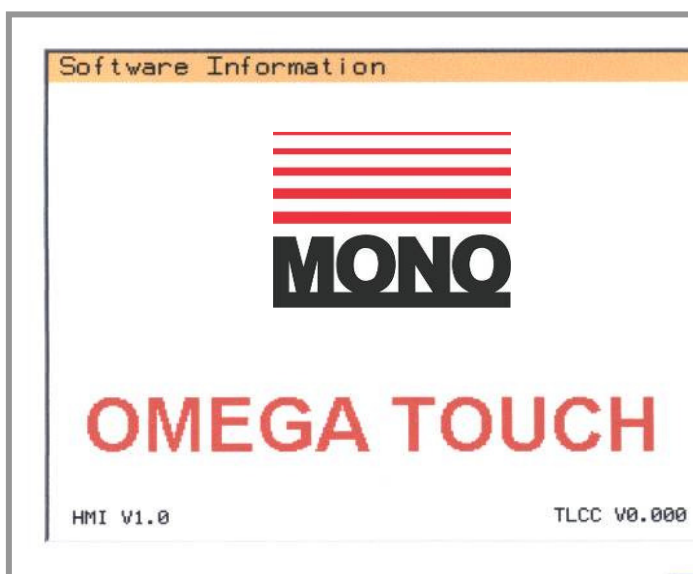 Software Information
MONO
OMEGA TOUCH
HMI V1.0
TLCC V0.000